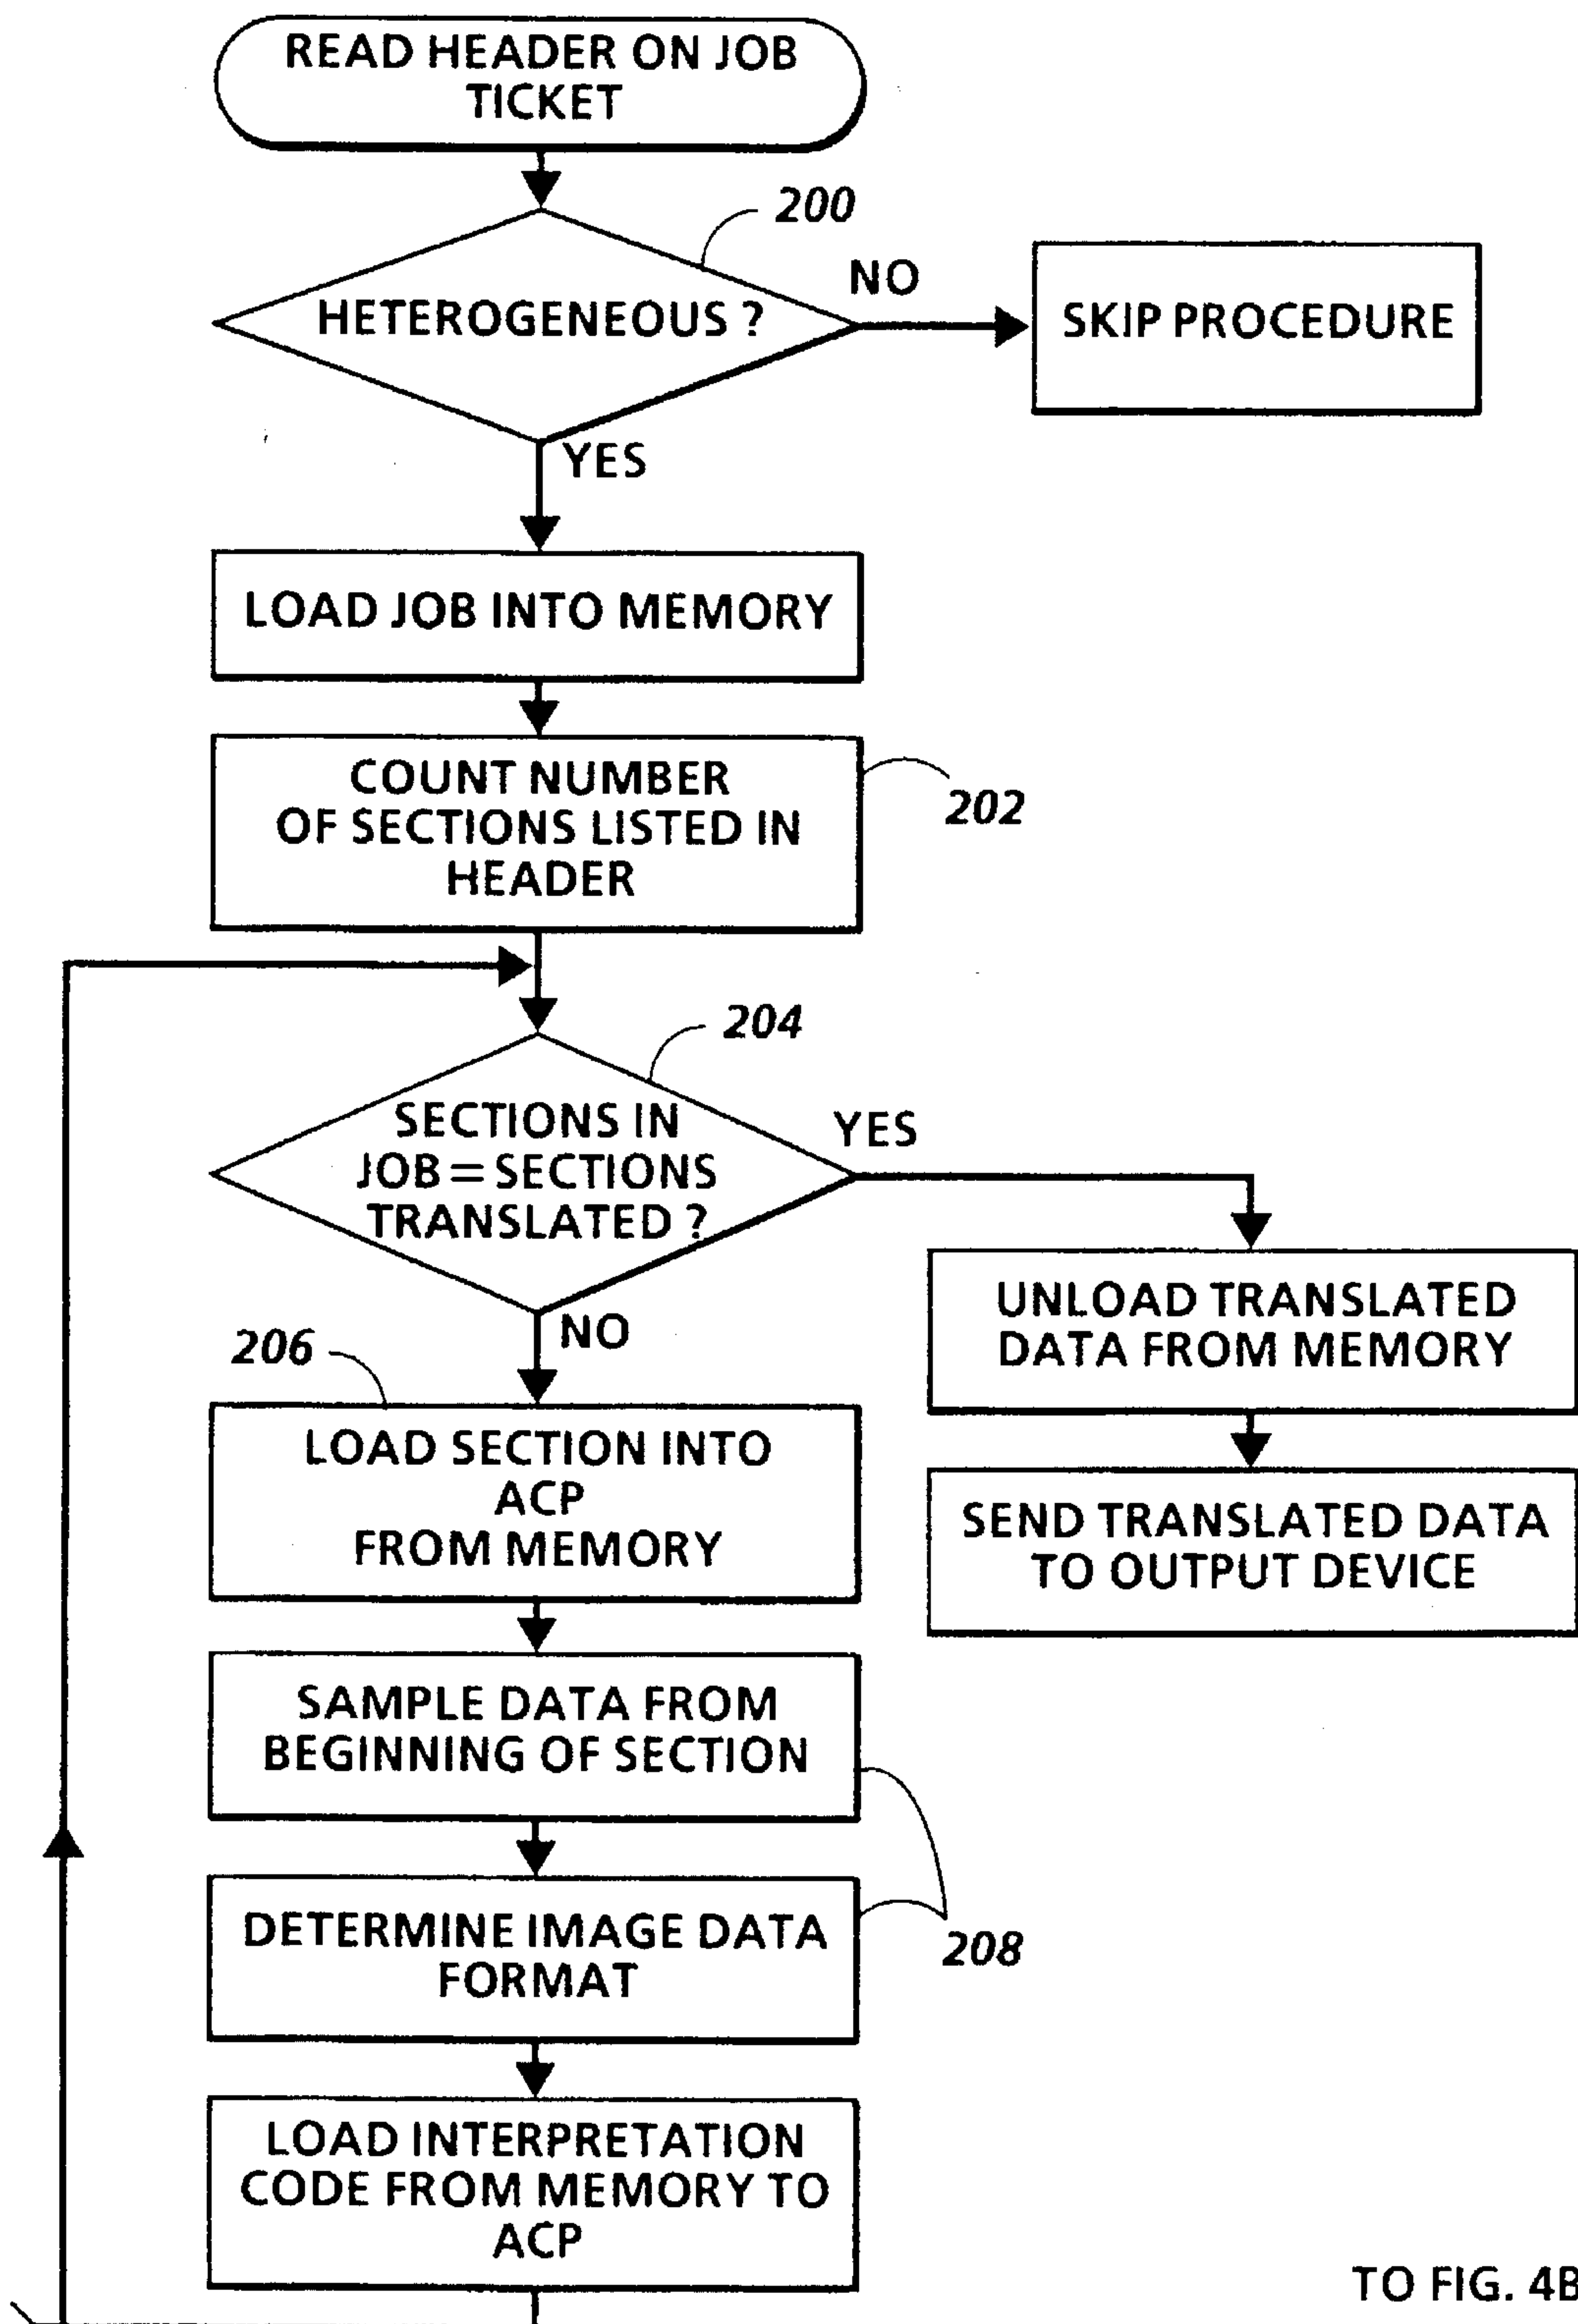 READ HEADER ON JOB
TICKET
200
HETEROGENEOUS ?
NO
SKIP PROCEDURE
YES
LOAD JOB INTO MEMORY
COUNT NUMBER
OF SECTIONS LISTED IN
HEADER
202
204
SECTIONS IN
JOB = SECTIONS
TRANSLATED ?
YES
UNLOAD TRANSLATED
DATA FROM MEMORY
SEND TRANSLATED DATA
TO OUTPUT DEVICE
NO
206
LOAD SECTION INTO
ACP
FROM MEMORY
SAMPLE DATA FROM
BEGINNING OF SECTION
DETERMINE IMAGE DATA
FORMAT
208
LOAD INTERPRETATION
CODE FROM MEMORY TO
ACP
TO FIG. 4B